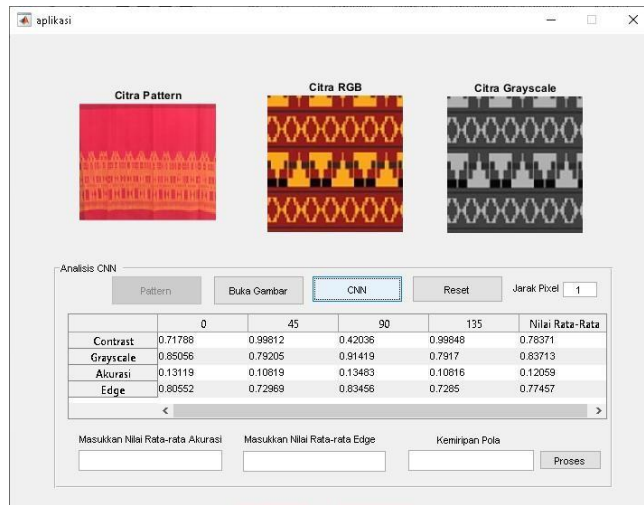 aplikasi
Citra Pattern Citra RGB Citra Grayscale
Analisis CNN
Pattern Buka Gambar CNN Reset Jarak Pixel 1
0 45 90 135 Nilai Rata-Rata
Contrast 0.71788 0.99812 0.42036 0.99848 0.78371
Grayscale 0.85056 0.79205 0.91419 0.7917 0.83713
Akurasi 0.13119 0.10819 0.13483 0.10816 0.12059
Edge 0.80552 0.72969 0.83456 0.7285 0.77457
Masukkan Nilai Rata-rata Akurasi Masukkan Nilai Rata-rata Edge Kemiripan Pola
Proses